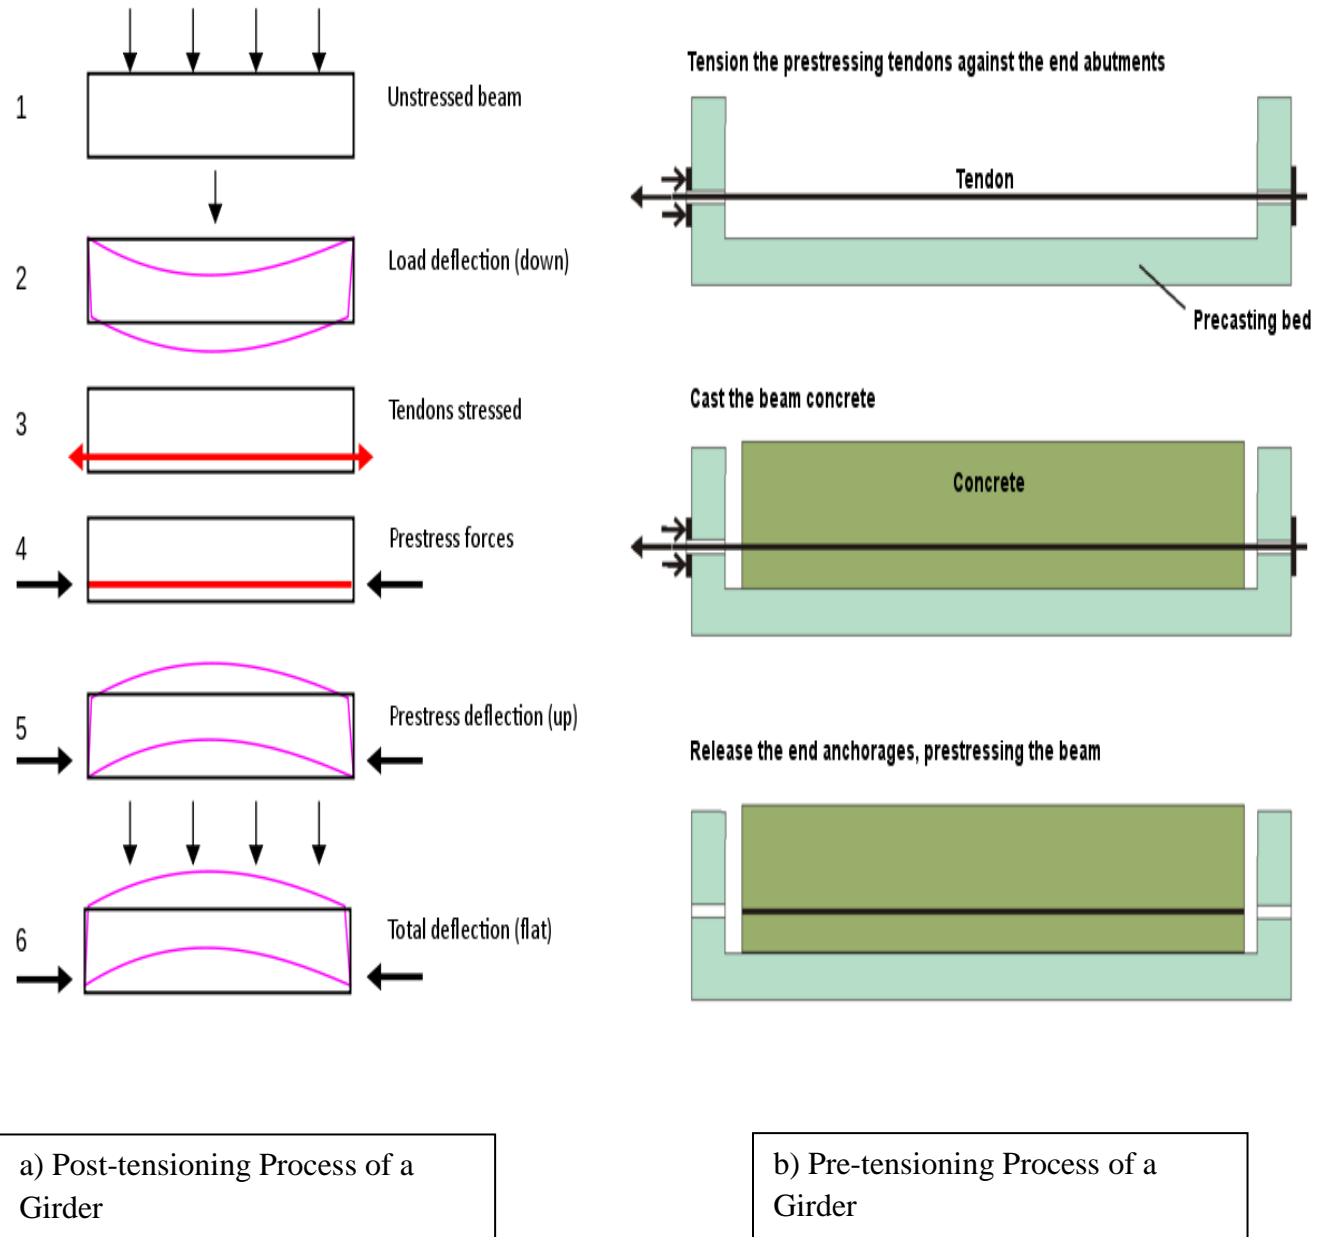 1
Unstressed beam
2
Load deflection (down)
3
Tendons stressed
4
Prestress forces
5
Prestress deflection (up)
6
Total deflection (flat)
a) Post-tensioning Process of a
Girder
Tension the prestressing tendons against the end abutments
Tendon
Precasting bed
Cast the beam concrete
Concrete
Release the end anchorages, prestressing the beam
b) Pre-tensioning Process of a
Girder